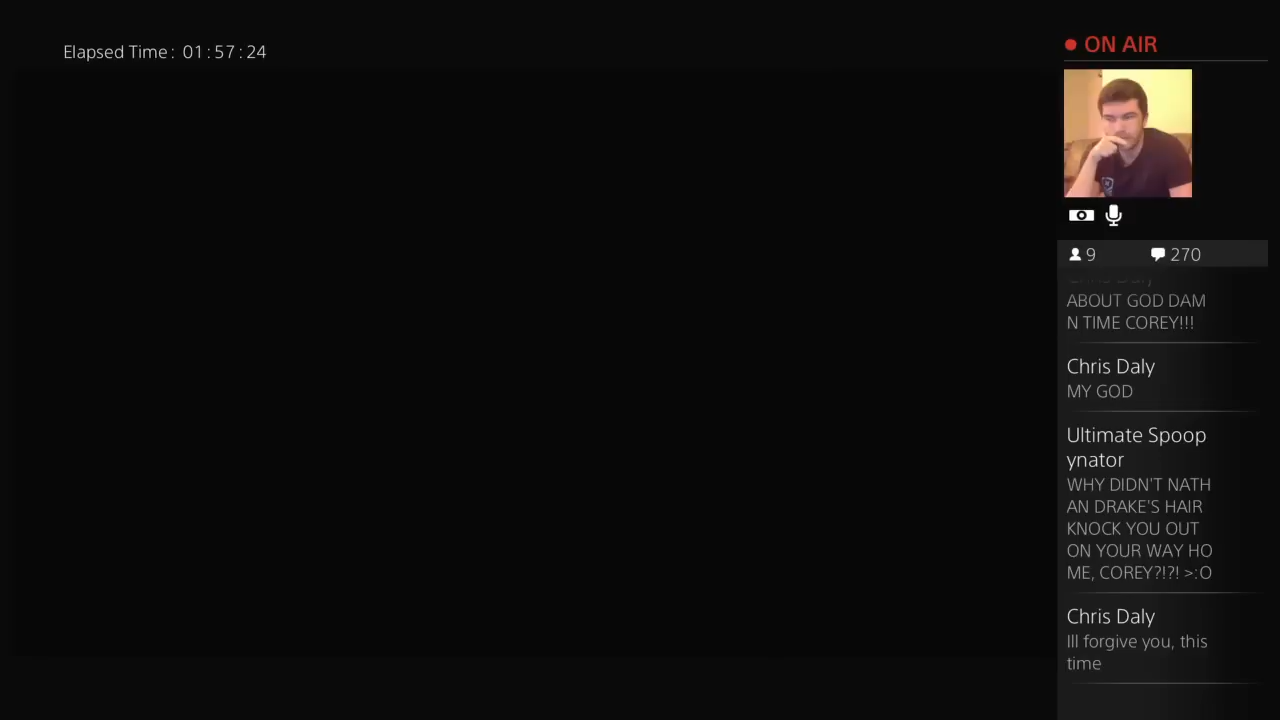 Elapsed Time: 01:57:24
ON AIR
9 270
Chris Daly
ABOUT GOD DAM
N TIME COREY!!!
Chris Daly
MY GOD
Ultimate Spoop
ynator
WHY DIDN'T NATH
AN DRAKE'S HAIR
KNOCK YOU OUT
ON YOUR WAY HO
ME, COREY?!?! >:O
Chris Daly
Ill forgive you, this
time